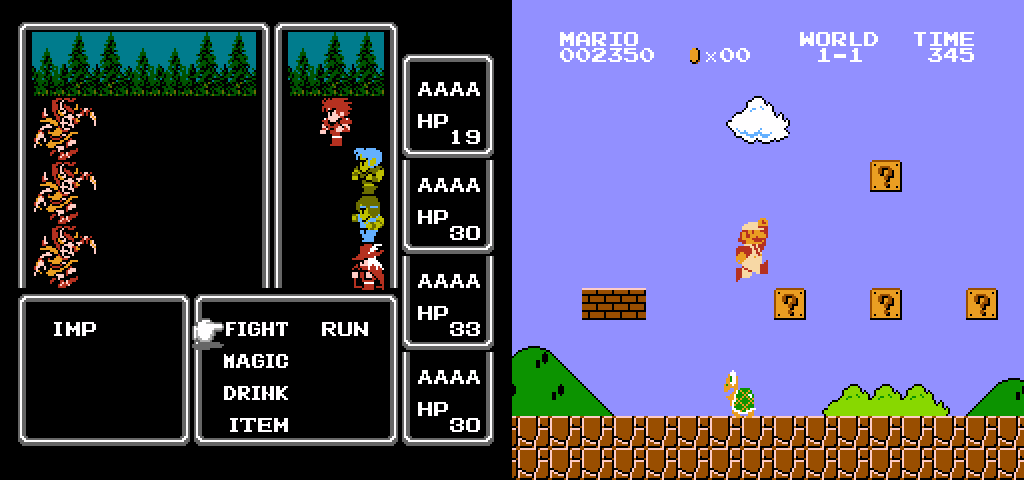 AAAA
HP
19
AAAA
HP
30
AAAA
HP
33
AAAA
HP
30
IMP
FIGHT RUN
MAGIC
DRINK
ITEM
MARIO WORLD TIME
002350 ×00 1-1 345
?
? ? ?